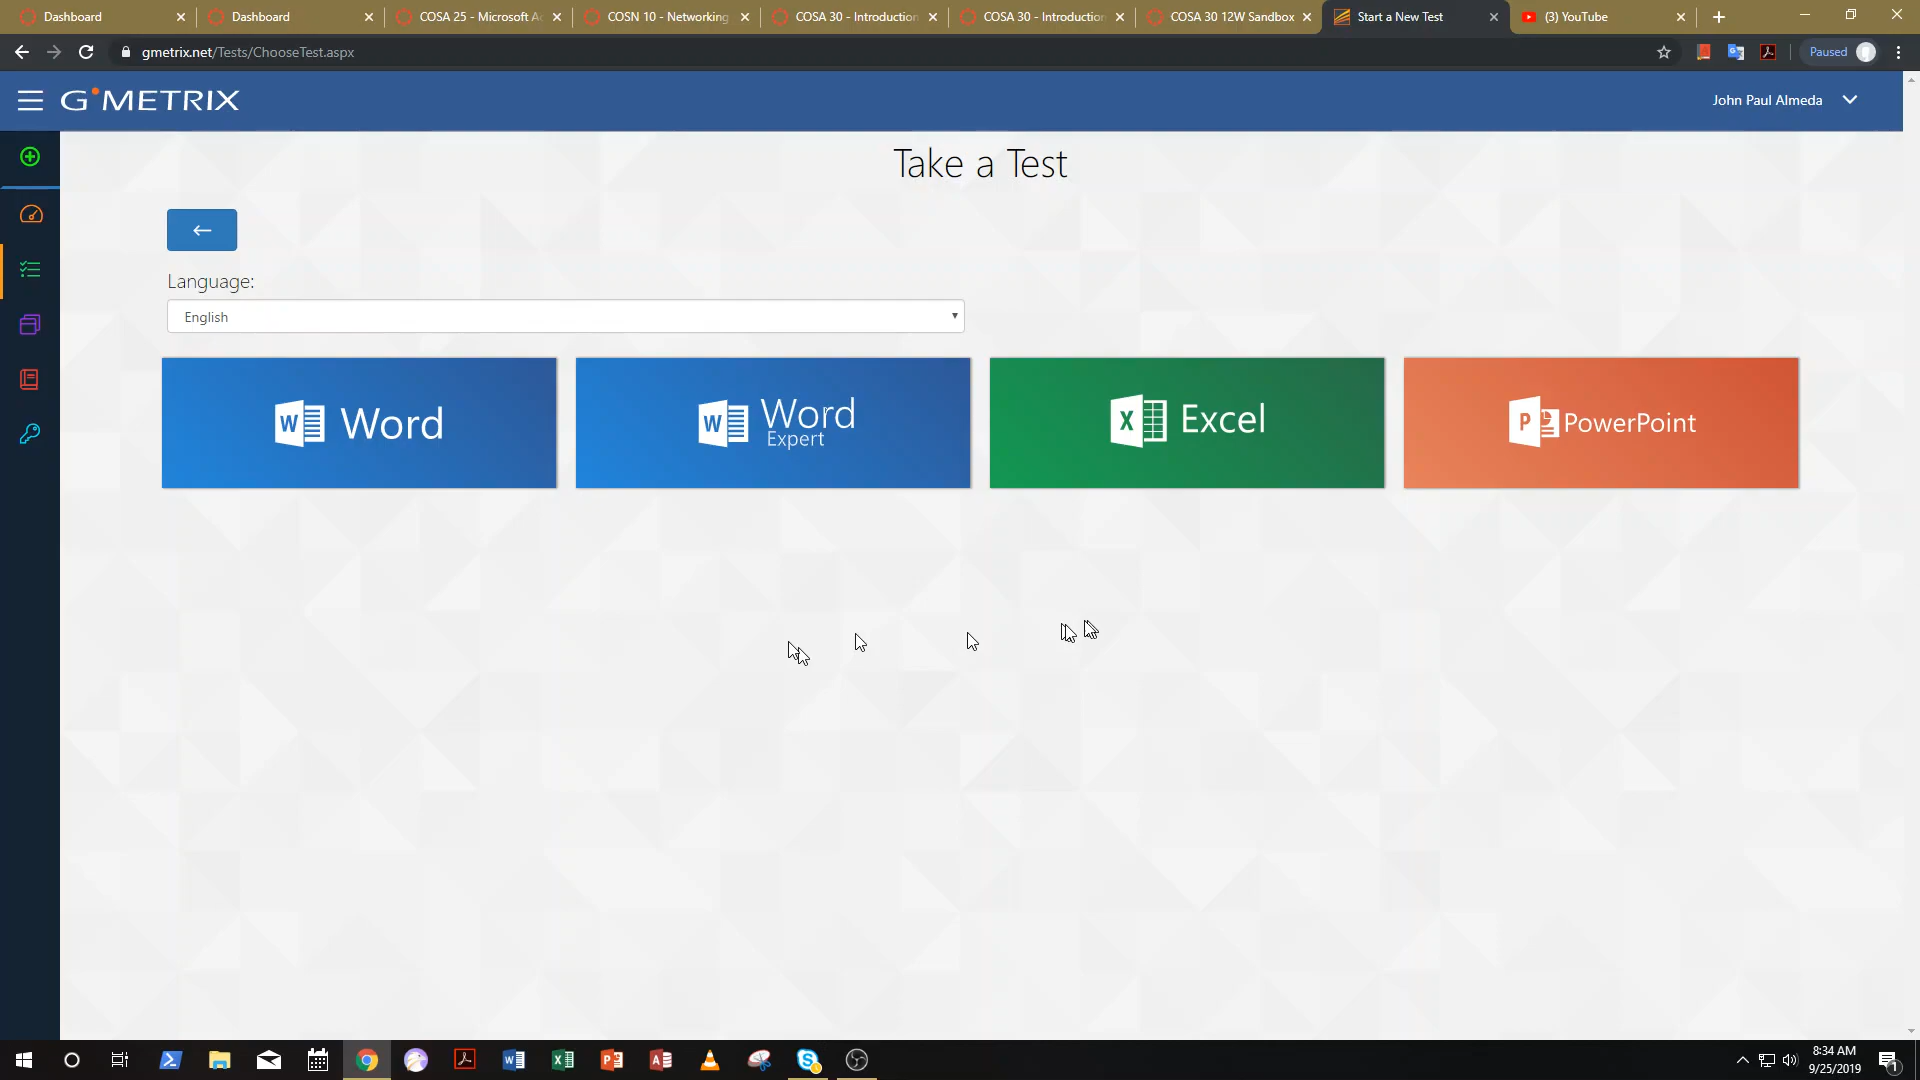 Dashboard
Dashboard
COSA 25 - Microsoft Ac
COSN 10 - Networking
COSA 30 - Introduction
COSA 30 - Introduction
COSA 30 12W Sandbox
Start a New Test
(3) YouTube
gmetrix.net/Tests/ChooseTest.aspx
Paused
G METRIX
John Paul Almeda
Take a Test
Language:
English
W Word
W Word
Expert
X Excel
P PowerPoint
8:34 AM
9/25/2019
1